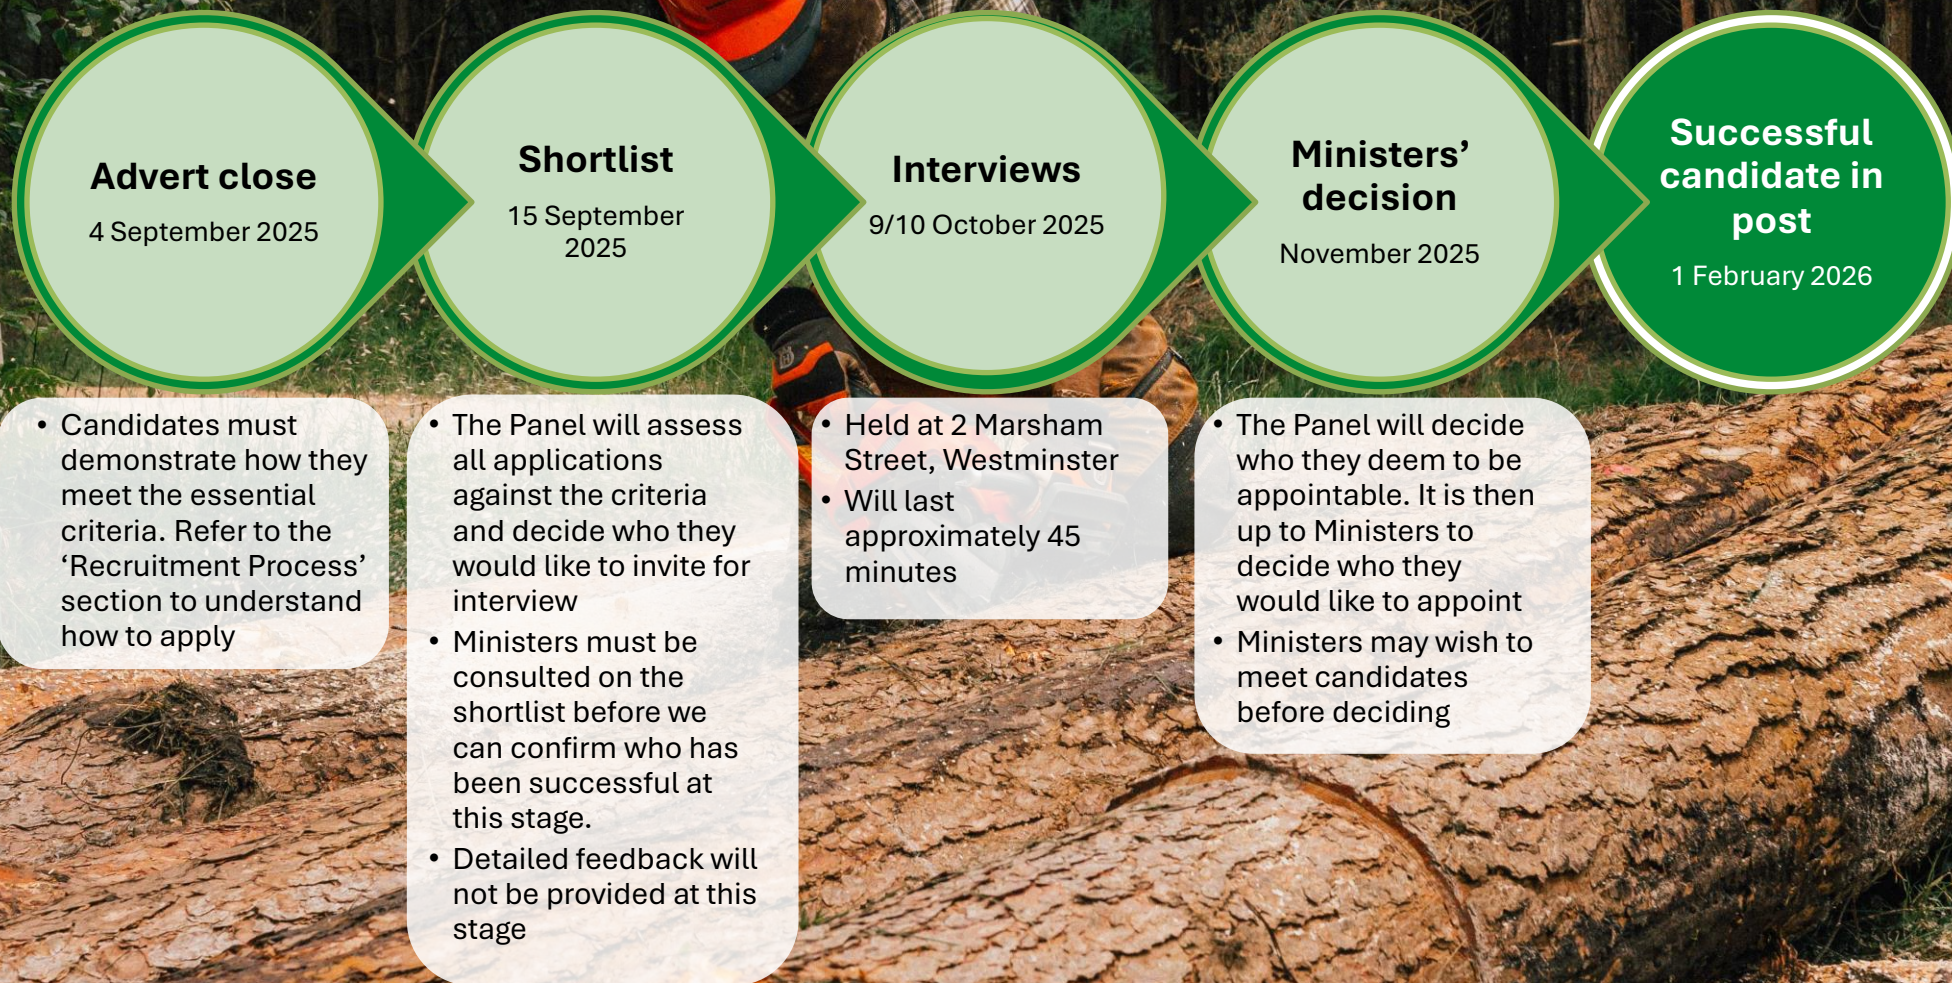 Advert close
4 September 2025
Shortlist
15 September
2025
Interviews
9/10 October 2025
Ministers’
decision
November 2025
Successful
candidate in
post
1 February 2026
• Candidates must
demonstrate how they
meet the essential
criteria. Refer to the
‘Recruitment Process’
section to understand
how to apply
• The Panel will assess
all applications
against the criteria
and decide who they
would like to invite for
interview
• Ministers must be
consulted on the
shortlist before we
can confirm who has
been successful at
this stage.
• Detailed feedback will
not be provided at this
stage
• Held at 2 Marsham
Street, Westminster
• Will last
approximately 45
minutes
• The Panel will decide
who they deem to be
appointable. It is then
up to Ministers to
decide who they
would like to appoint
• Ministers may wish to
meet candidates
before deciding